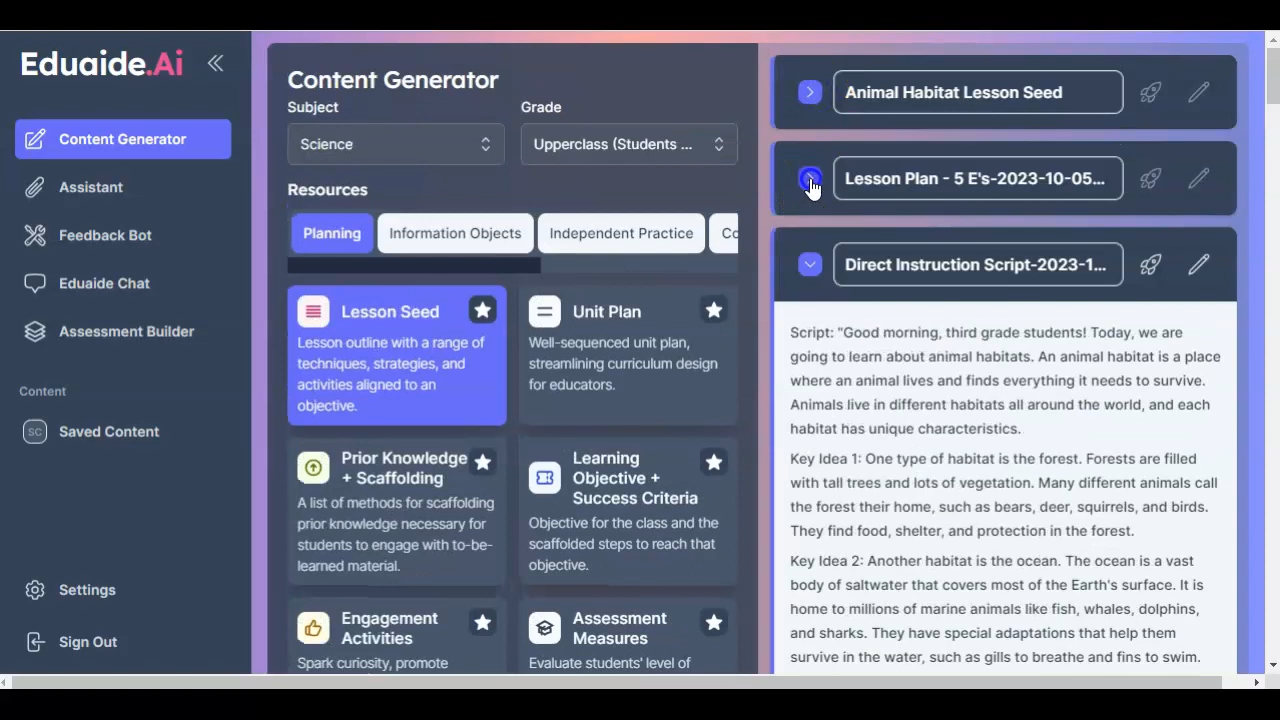 Eduaide.Ai
Content Generator
Assistant
Feedback Bot
Eduaide Chat
Assessment Builder
Content
SC
Saved Content
Settings
Sign Out
Content Generator
Subject
Grade
Science
Upperclass (Students ...
Resources
Planning
Information Objects
Independent Practice
Co
Lesson Seed
Lesson outline with a range of
techniques, strategies, and
activities aligned to an
objective.
Unit Plan
Well-sequenced unit plan,
streamlining curriculum design
for educators.
Prior Knowledge
+ Scaffolding
A list of methods for scaffolding
prior knowledge necessary for
students to engage with to-be-
learned material.
Learning
Objective +
Success Criteria
Objective for the class and the
scaffolded steps to reach that
objective.
Engagement
Activities
Spark curiosity, promote
Assessment
Measures
Evaluate students' level of
Animal Habitat Lesson Seed
Lesson Plan - 5 E's-2023-10-05...
Direct Instruction Script-2023-1...
Script: "Good morning, third grade students! Today, we are
going to learn about animal habitats. An animal habitat is a place
where an animal lives and finds everything it needs to survive.
Animals live in different habitats all around the world, and each
habitat has unique characteristics.
Key Idea 1: One type of habitat is the forest. Forests are filled
with tall trees and lots of vegetation. Many different animals call
the forest their home, such as bears, deer, squirrels, and birds.
They find food, shelter, and protection in the forest.
Key Idea 2: Another habitat is the ocean. The ocean is a vast
body of saltwater that covers most of the Earth's surface. It is
home to millions of marine animals like fish, whales, dolphins,
and sharks. They have special adaptations that help them
survive in the water, such as gills to breathe and fins to swim.